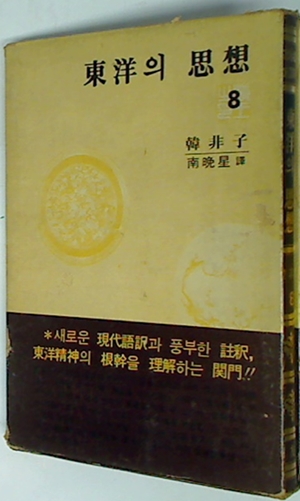 東洋의 思想
8
韓非子
南晩星 譯
*새로운 現代語訳과 풍부한 註釈,
東洋精神의 根幹을 理解하는 関門!!